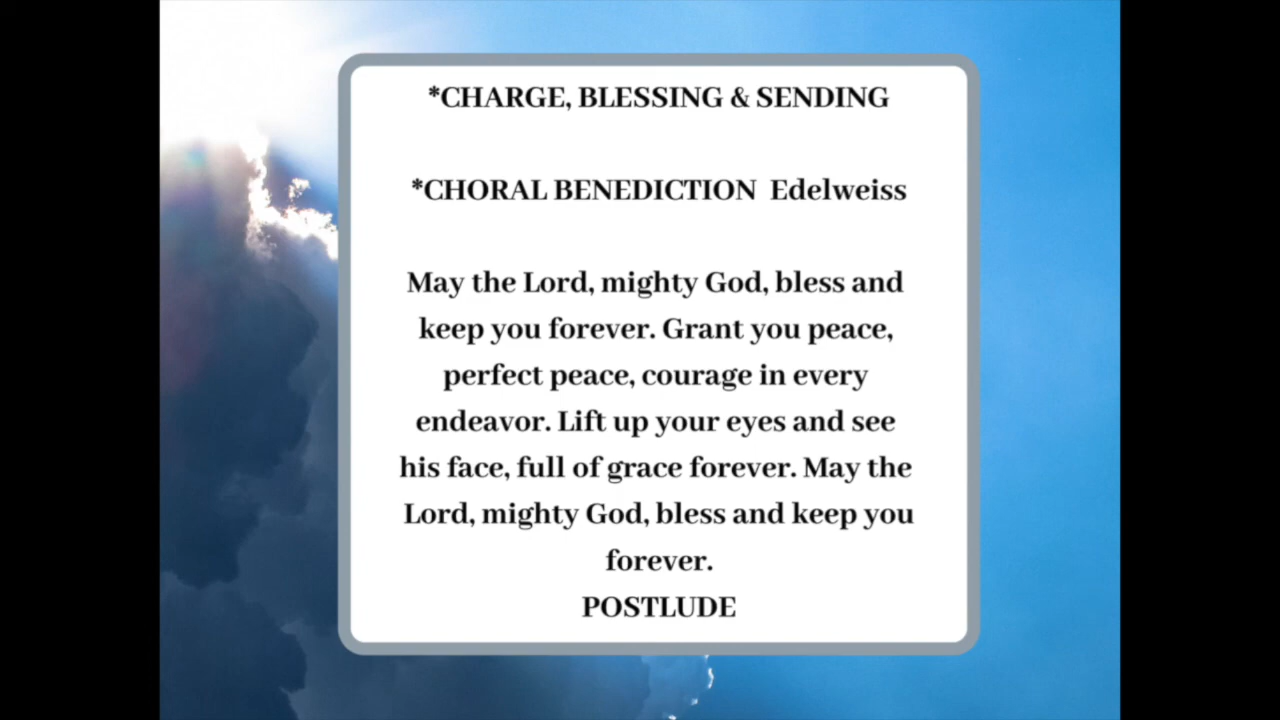 *CHARGE, BLESSING & SENDING
*CHORAL BENEDICTION  Edelweiss
May the Lord, mighty God, bless and
keep you forever. Grant you peace,
perfect peace, courage in every
endeavor. Lift up your eyes and see
his face, full of grace forever. May the
Lord, mighty God, bless and keep you
forever.
POSTLUDE